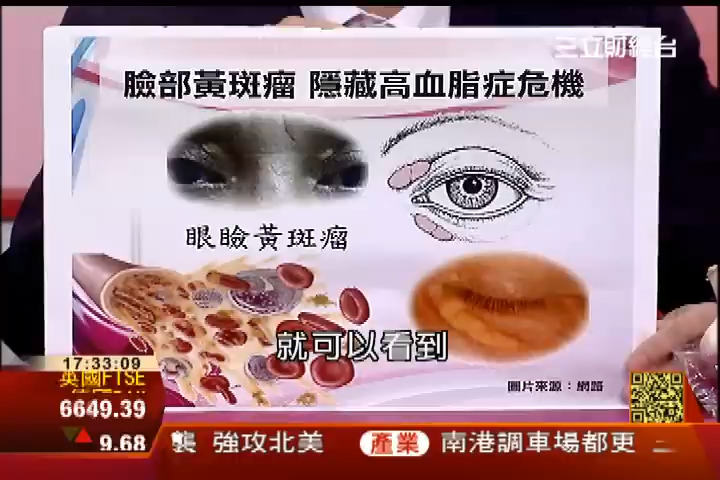 三立財經台
臉部黃斑瘤 隱藏高血脂症危機
眼瞼黃斑瘤
就可以看到
圖片來源：網路
17:33:09
英國FTSE
6649.39
9.68
襲 強攻北美 產業 南港調車場都更